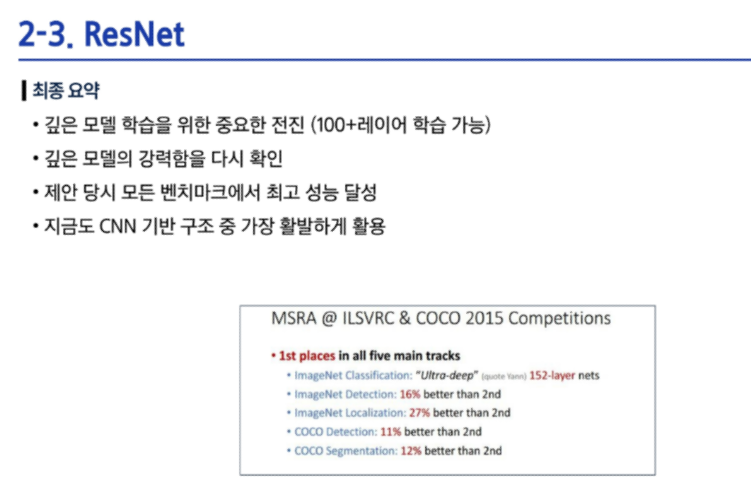 2-3. ResNet
최종 요약
• 깊은 모델 학습을 위한 중요한 전진 (100+레이어 학습 가능)
• 깊은 모델의 강력함을 다시 확인
• 제안 당시 모든 벤치마크에서 최고 성능 달성
• 지금도 CNN 기반 구조 중 가장 활발하게 활용
MSRA @ ILSVRC & COCO 2015 Competitions
• 1st places in all five main tracks
• ImageNet Classification: “Ultra-deep” (quote Yann) 152-layer nets
• ImageNet Detection: 16% better than 2nd
• ImageNet Localization: 27% better than 2nd
• COCO Detection: 11% better than 2nd
• COCO Segmentation: 12% better than 2nd